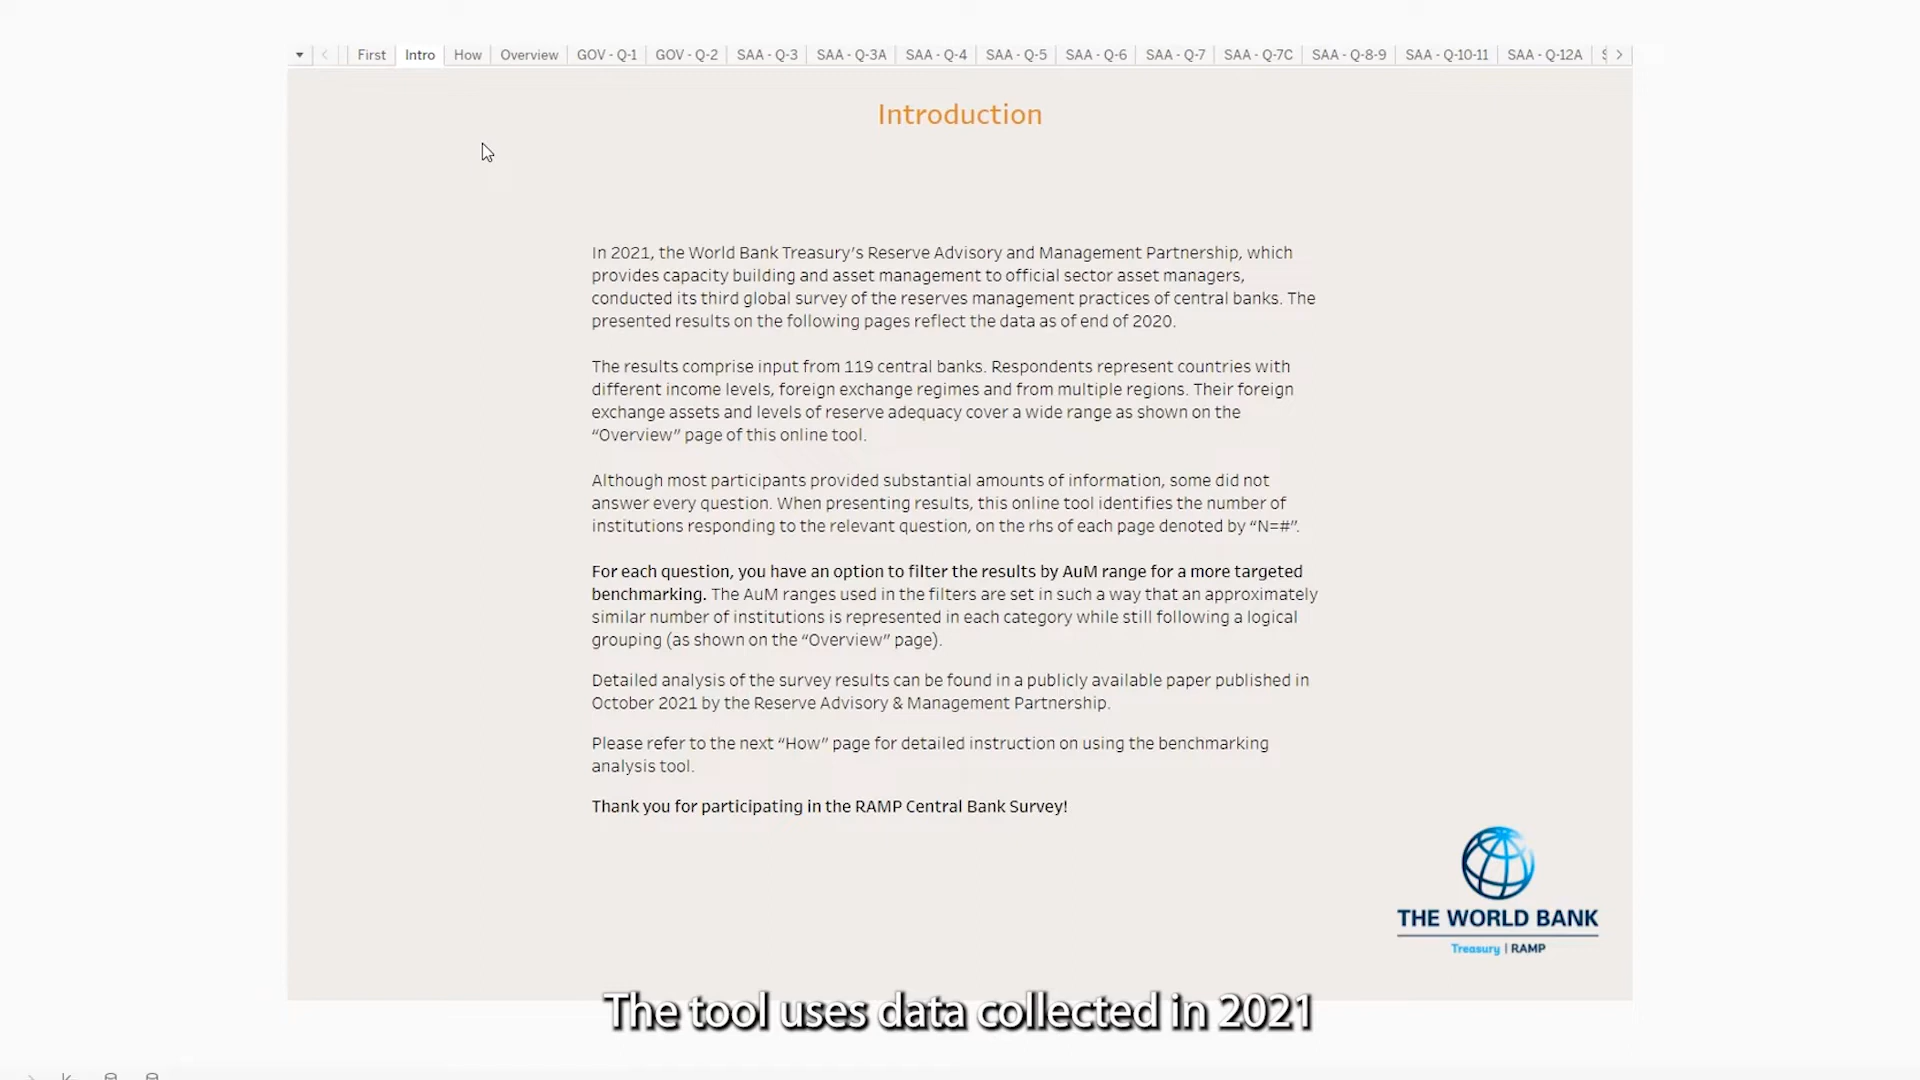 First Intro How Overview GOV - Q-1 GOV - Q-2 SAA - Q-3 SAA - Q-3A SAA - Q-4 SAA - Q-5 SAA - Q-6 SAA - Q-7 SAA - Q-7C SAA - Q-8-9 SAA - Q-10-11 SAA - Q-12A
Introduction
In 2021, the World Bank Treasury’s Reserve Advisory and Management Partnership, which
provides capacity building and asset management to official sector asset managers,
conducted its third global survey of the reserves management practices of central banks. The
presented results on the following pages reflect the data as of end of 2020.
The results comprise input from 119 central banks. Respondents represent countries with
different income levels, foreign exchange regimes and from multiple regions. Their foreign
exchange assets and levels of reserve adequacy cover a wide range as shown on the
“Overview” page of this online tool.
Although most participants provided substantial amounts of information, some did not
answer every question. When presenting results, this online tool identifies the number of
institutions responding to the relevant question, on the rhs of each page denoted by “N=#”.
For each question, you have an option to filter the results by AuM range for a more targeted
benchmarking. The AuM ranges used in the filters are set in such a way that an approximately
similar number of institutions is represented in each category while still following a logical
grouping (as shown on the “Overview” page).
Detailed analysis of the survey results can be found in a publicly available paper published in
October 2021 by the Reserve Advisory & Management Partnership.
Please refer to the next “How” page for detailed instruction on using the benchmarking
analysis tool.
Thank you for participating in the RAMP Central Bank Survey!
THE WORLD BANK
Treasury | RAMP
The tool uses data collected in 2021